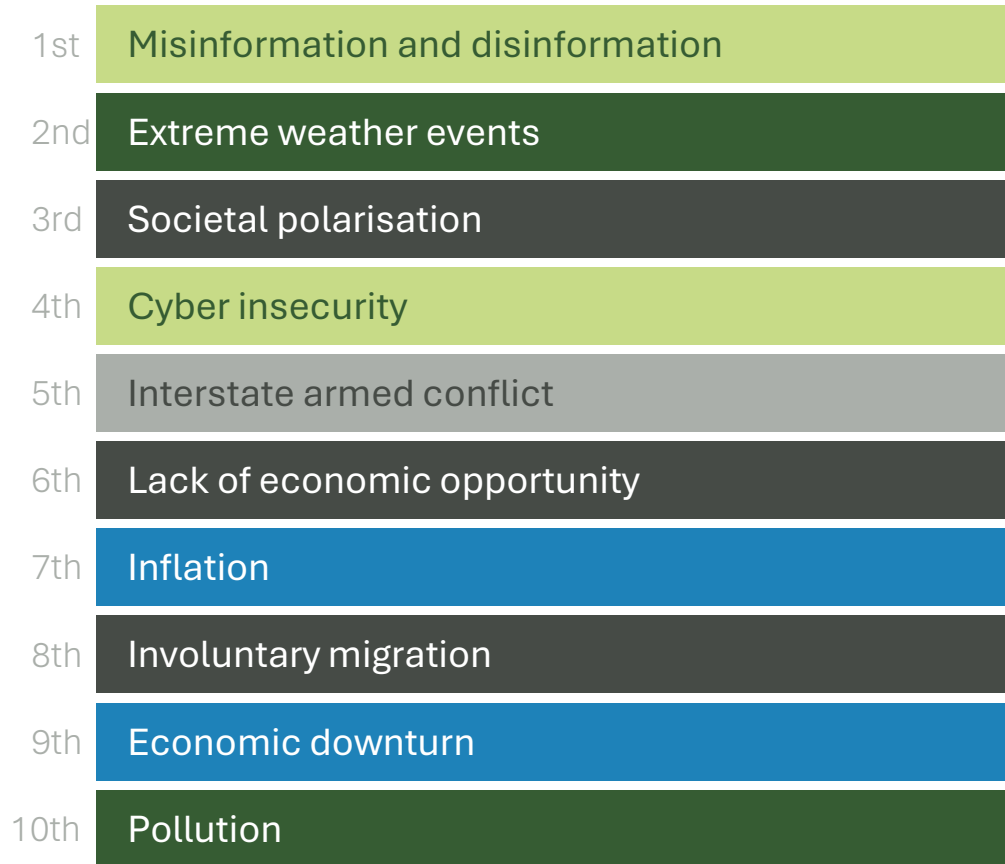 1st Misinformation and disinformation
2nd Extreme weather events
3rd Societal polarisation
4th Cyber insecurity
5th Interstate armed conflict
6th Lack of economic opportunity
7th Inflation
8th Involuntary migration
9th Economic downturn
10th Pollution